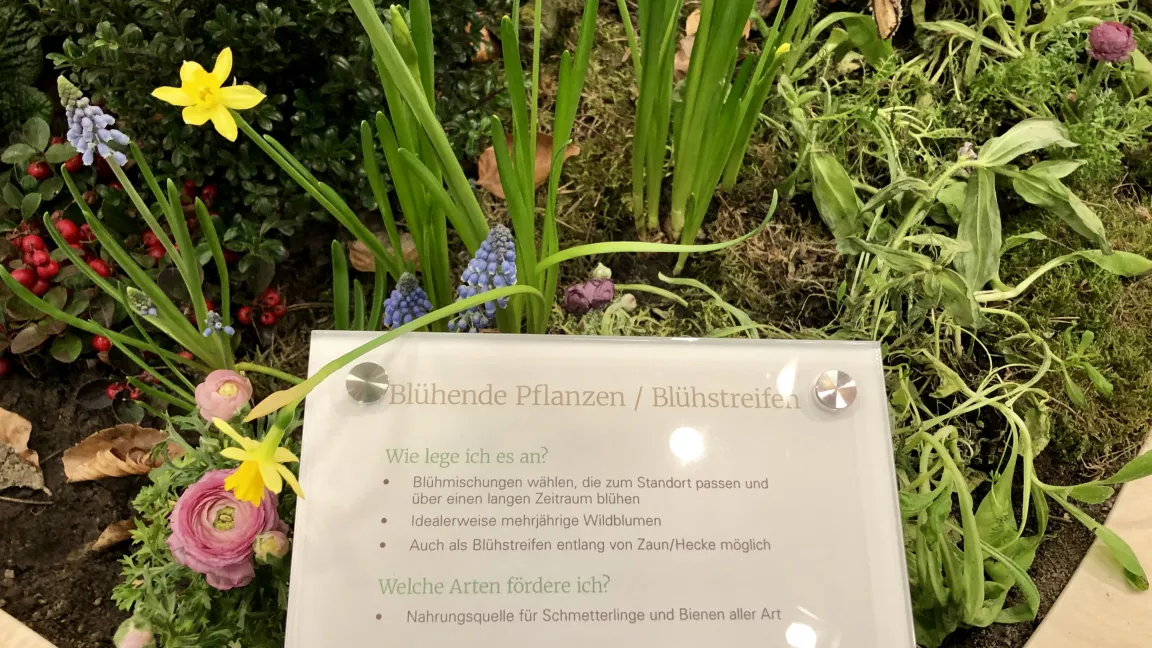 Blühende Pflanzen / Blühstreifen
Wie lege ich es an?
• Blühmischungen wählen, die zum Standort passen und
über einen langen Zeitraum blühen
• Idealerweise mehrjährige Wildblumen
• Auch als Blühstreifen entlang von Zaun/Hecke möglich
Welche Arten fördere ich?
• Nahrungsquelle für Schmetterlinge und Bienen aller Art